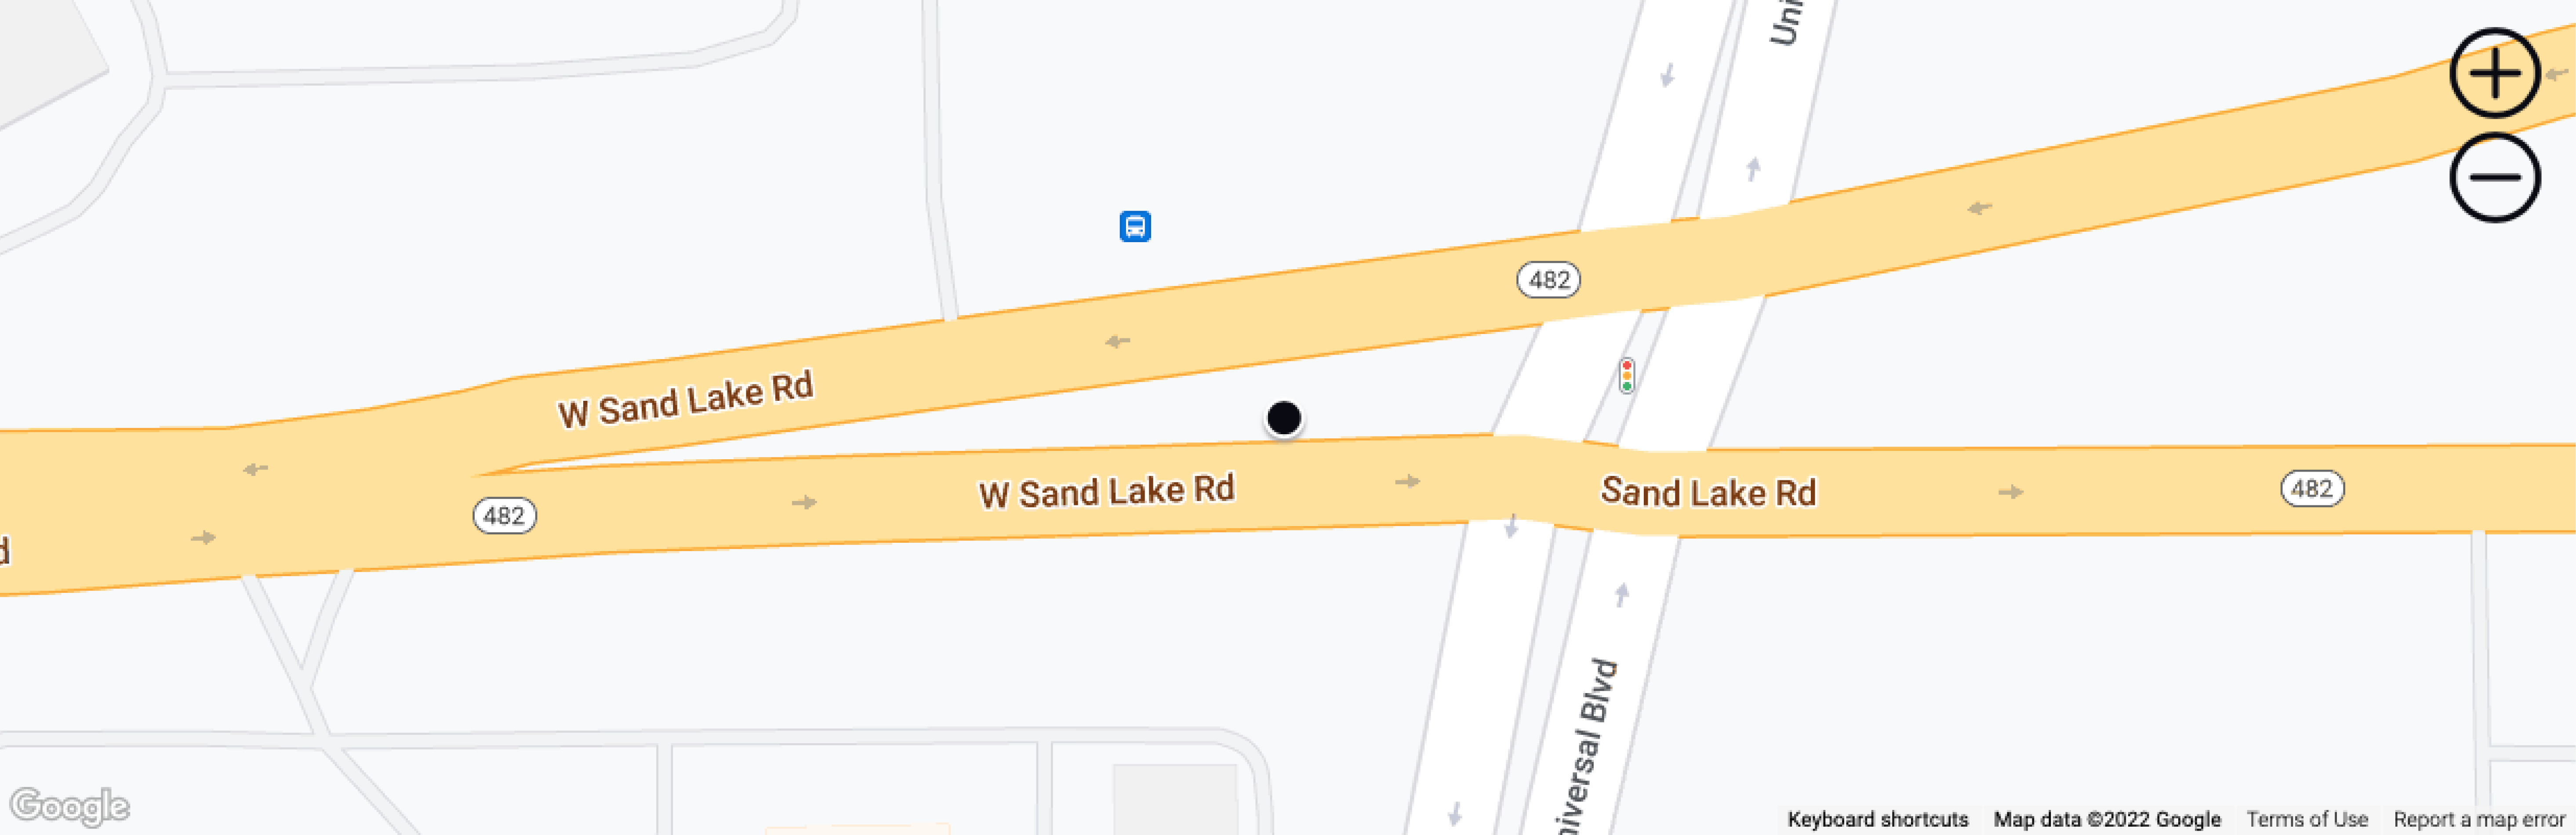 Uni
482
W Sand Lake Rd
W Sand Lake Rd
Sand Lake Rd
482
482
d
niversal Blvd
Google
Keyboard shortcuts Map data ©2022 Google Terms of Use Report a map error